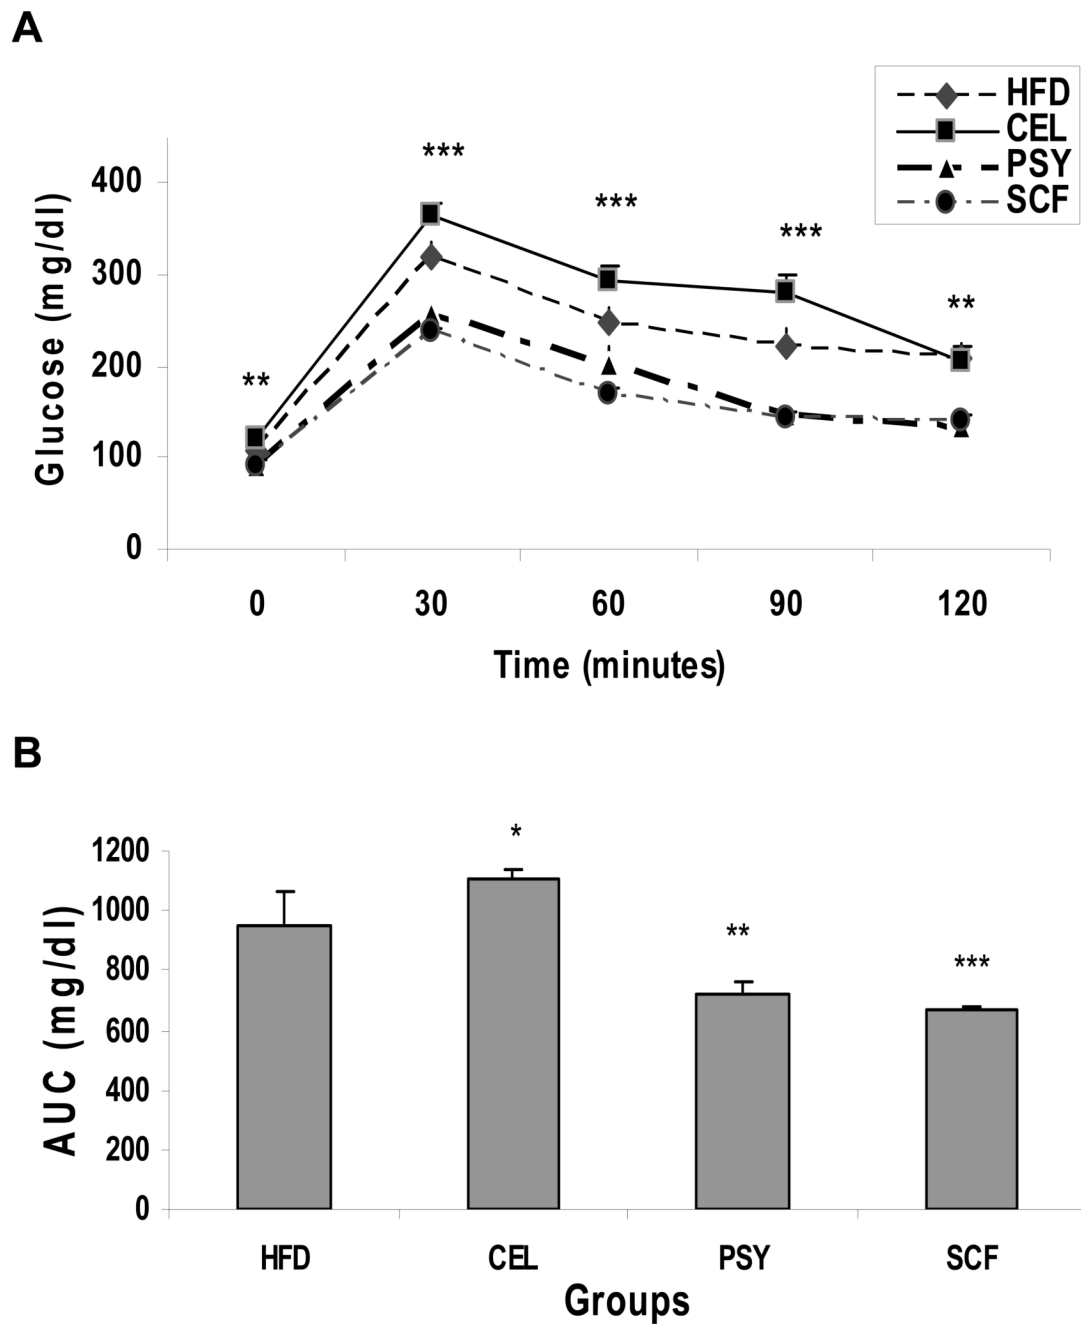 A
HFD
CEL
PSY
SCF
Glucose (mg/dl)
400
300
200
100
0
**
***
***
***
**
0 30 60 90 120
Time (minutes)
B
AUC (mg/dl)
1200
1000
800
600
400
200
0
*
**
***
HFD CEL PSY SCF
Groups